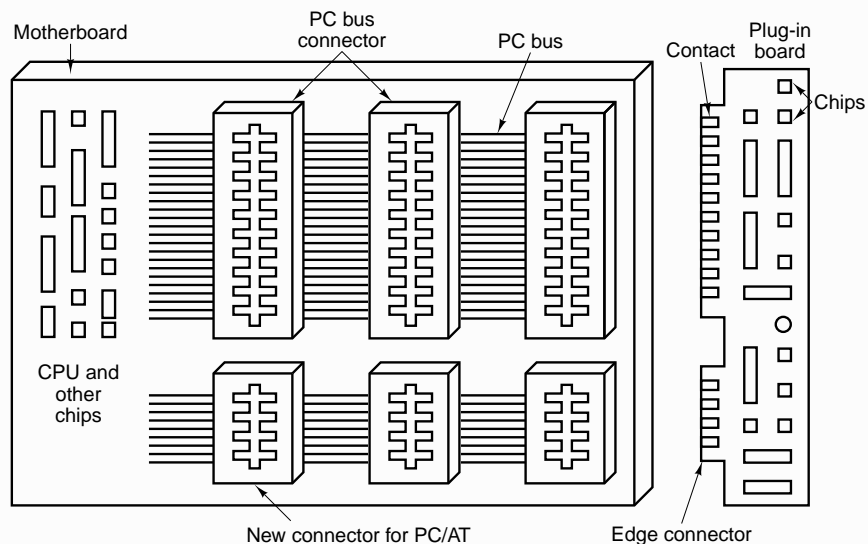 Motherboard
PC bus
connector
PC bus
Contact
Plug-in
board
Chips
CPU and
other
chips
New connector for PC/AT
Edge connector